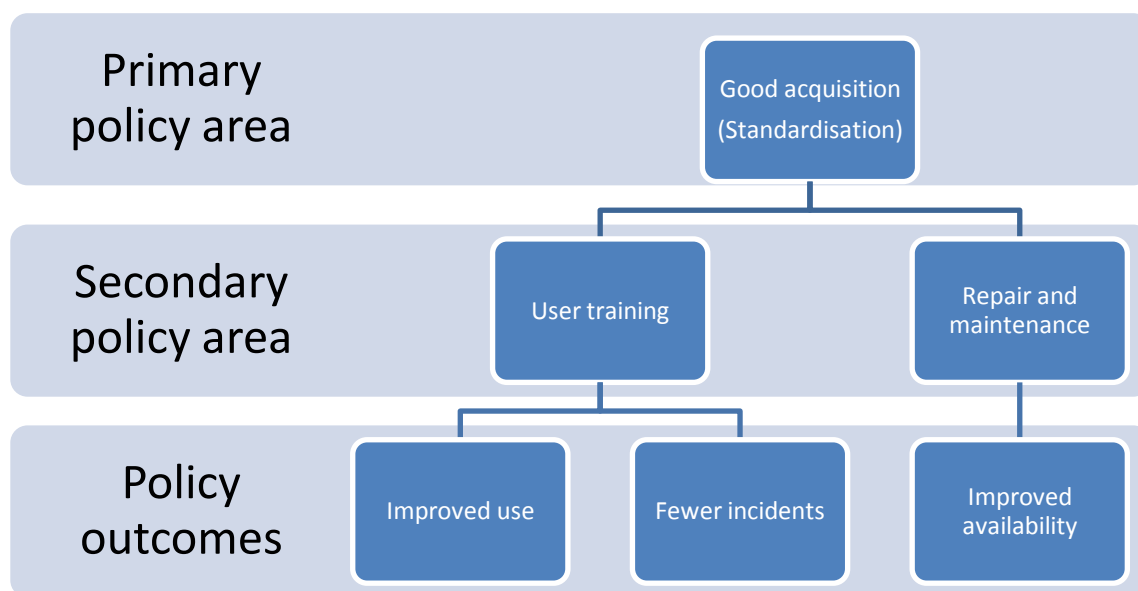 Primary
policy area
Good acquisition
(Standardisation)
Secondary
policy area
User training
Repair and
maintenance
Policy
outcomes
Improved use
Fewer incidents
Improved
availability